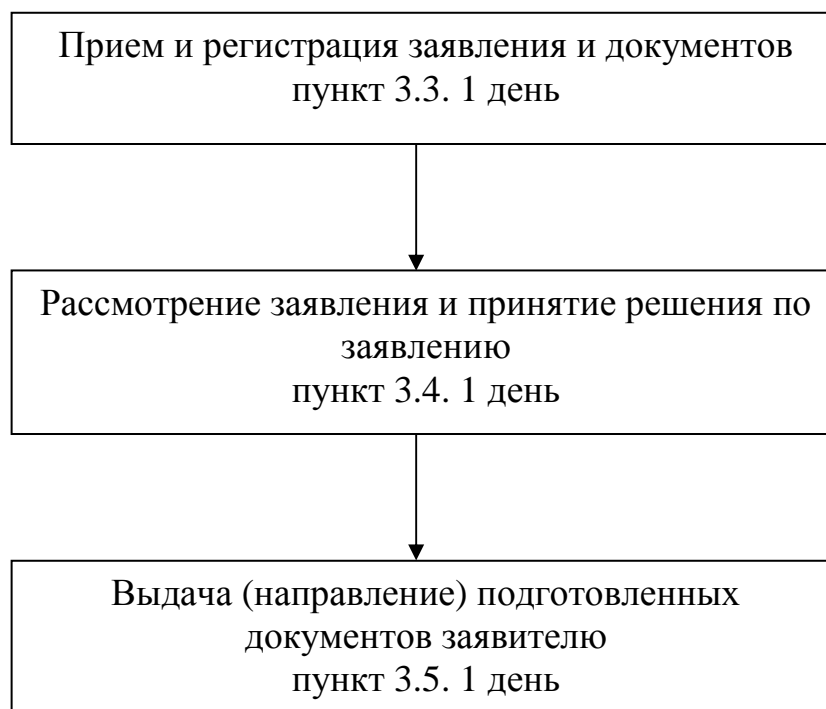 Прием и регистрация заявления и документов
пункт 3.3. 1 день
Рассмотрение заявления и принятие решения по
заявлению
пункт 3.4. 1 день
Выдача (направление) подготовленных
документов заявителю
пункт 3.5. 1 день